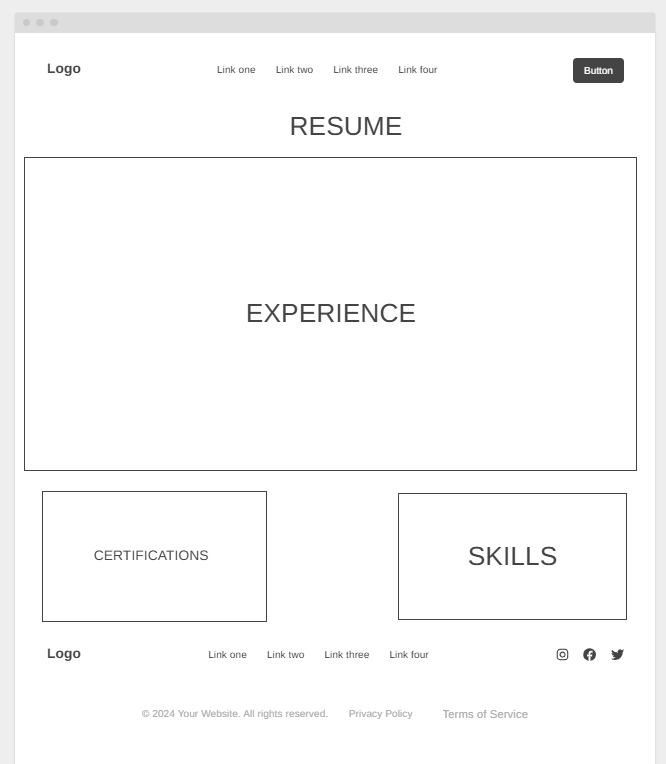 Logo Link one Link two Link three Link four Button
RESUME
EXPERIENCE
CERTIFICATIONS SKILLS
Logo Link one Link two Link three Link four
© 2024 Your Website. All rights reserved. Privacy Policy Terms of Service